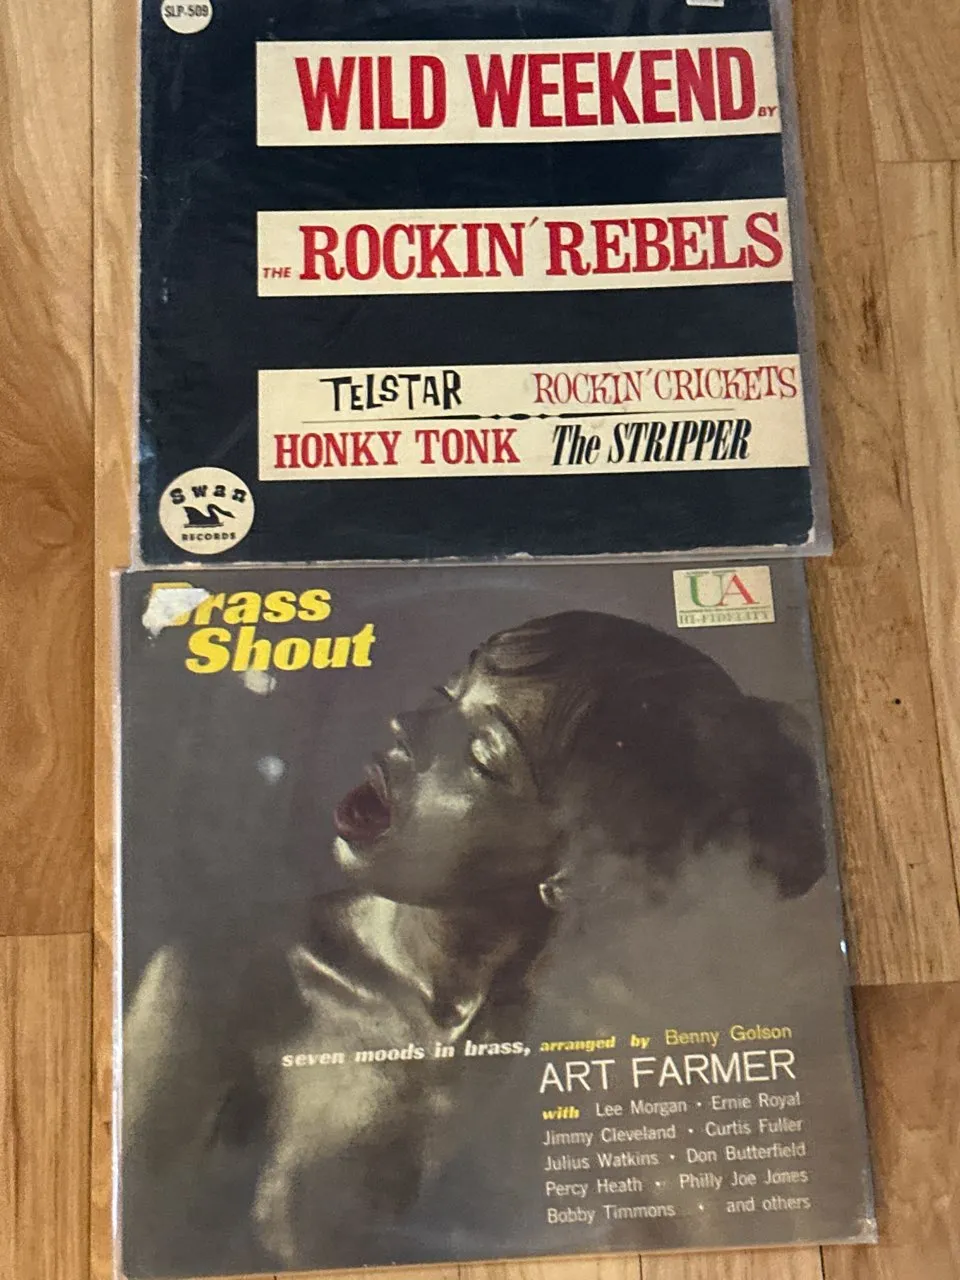 SLP-509
WILD WEEKEND BY
THE ROCKIN' REBELS
TELSTAR ROCKIN' CRICKETS
HONKY TONK The STRIPPER
Swan
RECORDS
Brass
Shout
UA
HI-FIDELITY
seven moods in brass, arranged by Benny Golson
ART FARMER
with Lee Morgan • Ernie Royal
Jimmy Cleveland • Curtis Fuller
Julius Watkins • Don Butterfield
Percy Heath • Philly Joe Jones
Bobby Timmons • and others